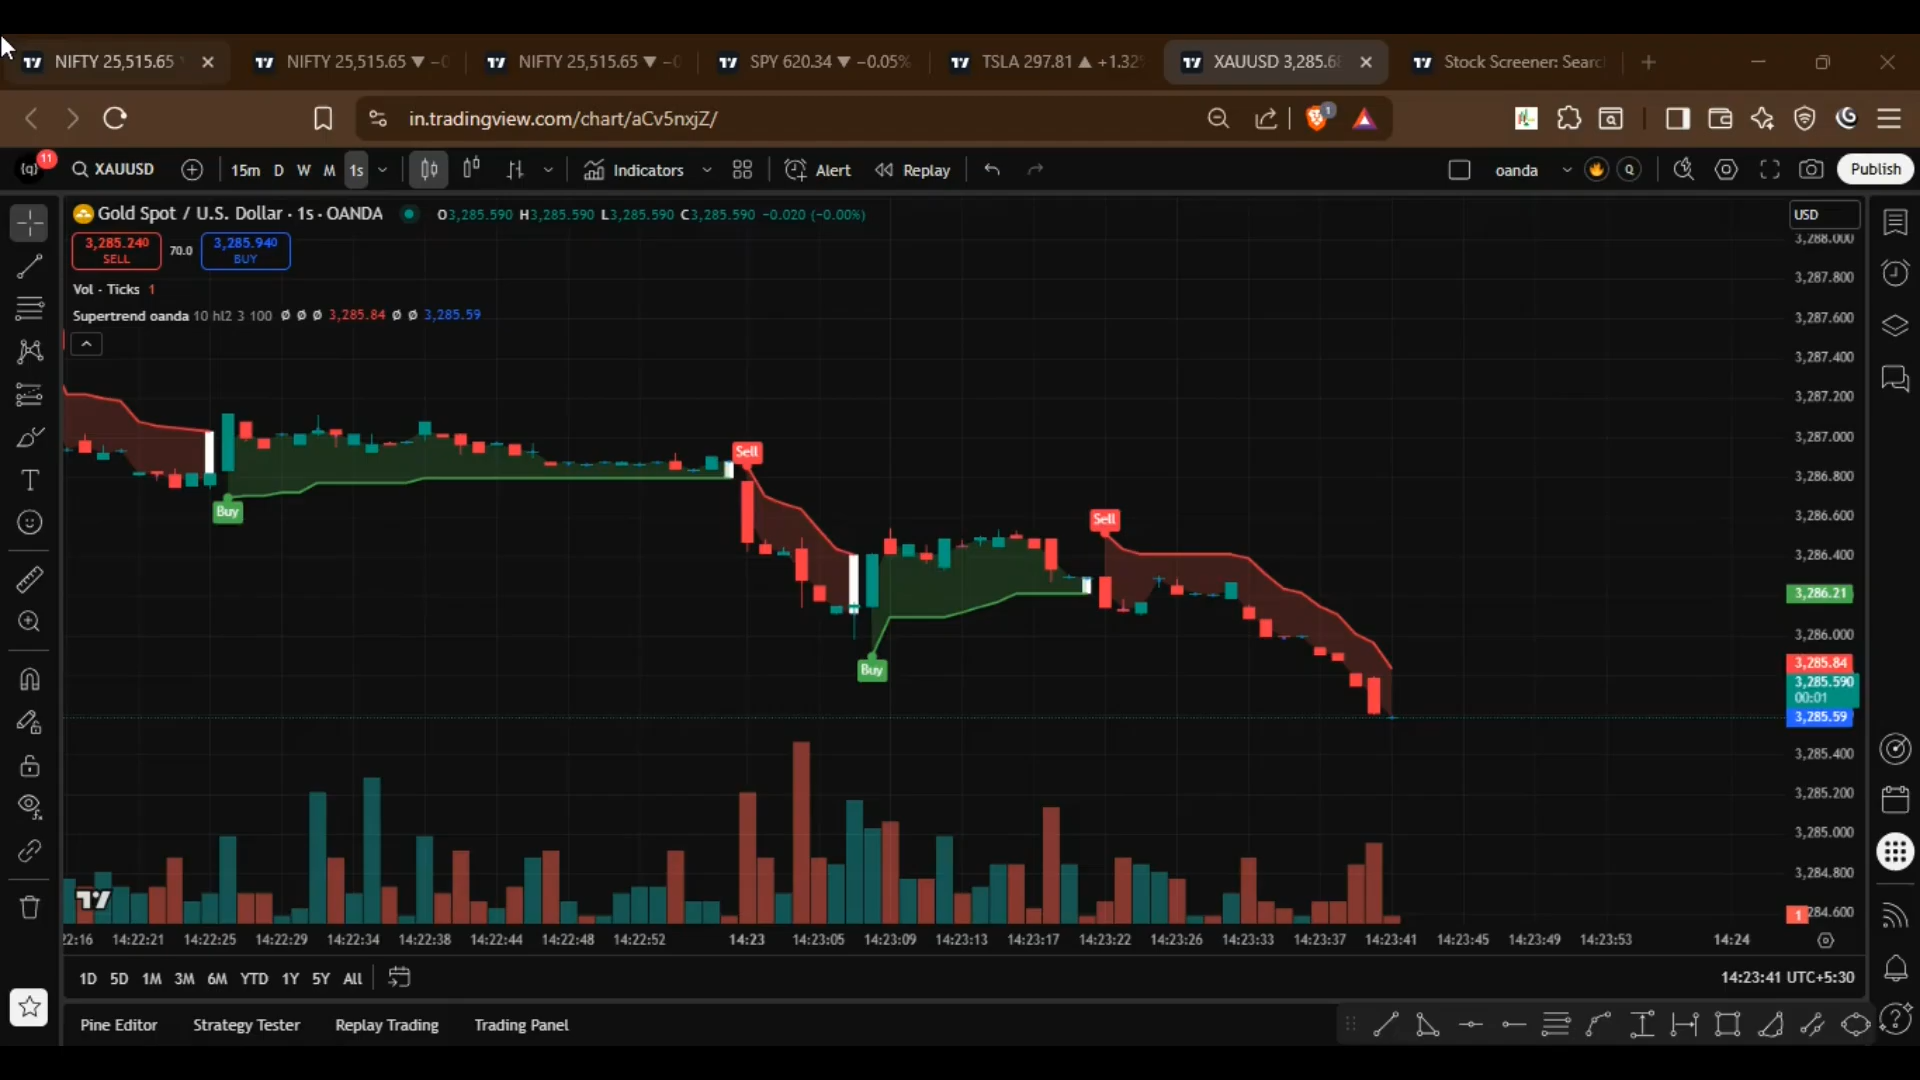 NIFTY 25,515.65
NIFTY 25,515.65 ▼ −0
NIFTY 25,515.65 ▼ −0
SPY 620.34 ▼ −0.05%
TSLA 297.81 ▲ +1.32
XAUUSD 3,285.68
Stock Screener: Searc
in.tradingview.com/chart/aCv5nxjZ/
1
{q}
11
XAUUSD
15m D W M 1s
Indicators
Alert
Replay
oanda
Q
Publish
Gold Spot / U.S. Dollar · 1s · OANDA
O3,285.590 H3,285.590 L3,285.590 C3,285.590 −0.020 (−0.00%)
USD
3,285.240
SELL
70.0
3,285.940
BUY
Vol · Ticks 1
Supertrend oanda 10 hl2 3 100 Ø Ø Ø 3,285.84 Ø Ø 3,285.59
3,288.000
3,287.800
3,287.600
3,287.400
3,287.200
3,287.000
3,286.800
3,286.600
3,286.400
3,286.21
3,286.000
3,285.84
3,285.590
00:01
3,285.59
3,285.400
3,285.200
3,285.000
3,284.800
1
284.600
Buy
Sell
Buy
Sell
22:16 14:22:21 14:22:25 14:22:29 14:22:34 14:22:38 14:22:44 14:22:48 14:22:52 14:23 14:23:05 14:23:09 14:23:13 14:23:17 14:23:22 14:23:26 14:23:33 14:23:37 14:23:41 14:23:45 14:23:49 14:23:53 14:24
1D 5D 1M 3M 6M YTD 1Y 5Y All
14:23:41 UTC+5:30
Pine Editor
Strategy Tester
Replay Trading
Trading Panel